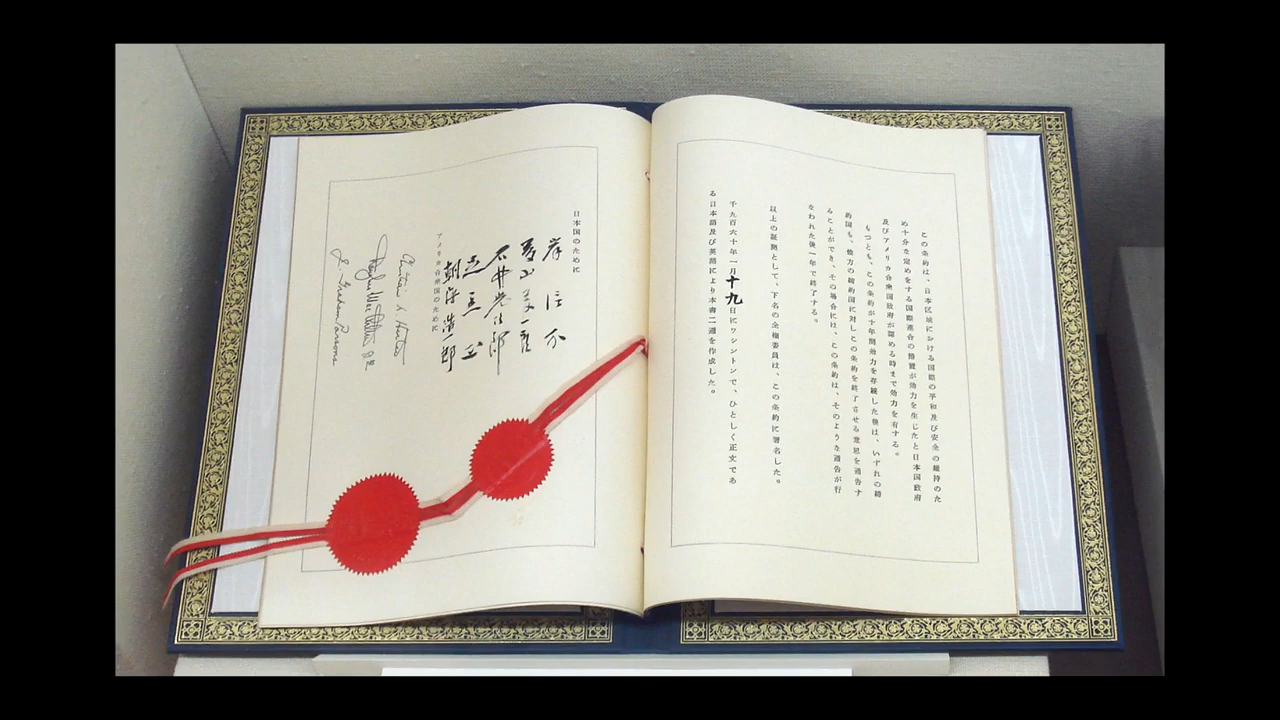 この条約は、日本区域における国際の平和及び安全の維持のた
め十分な定めをする国際連合の措置が効力を生じたと日本国政府
及びアメリカ合衆国政府が認める時まで効力を有する。
もつとも、この条約が十年間効力を存続した後は、いずれの締
約国も、他方の締約国に対しこの条約を終了させる意思を通告す
ることができ、その場合には、この条約は、そのような通告が行
なわれた後一年で終了する。
以上の証拠として、下名の全権委員は、この条約に署名した。
千九百六十年一月十九日にワシントンで、ひとしく正文であ
る日本語及び英語により本書二通を作成した。
日本国のために
岸信介
藤山愛一郎
石井光次郎
足立正
朝海浩一郎
アメリカ合衆国のために
Christian A. Herter
Douglas MacArthur 2nd
J. Graham Parsons